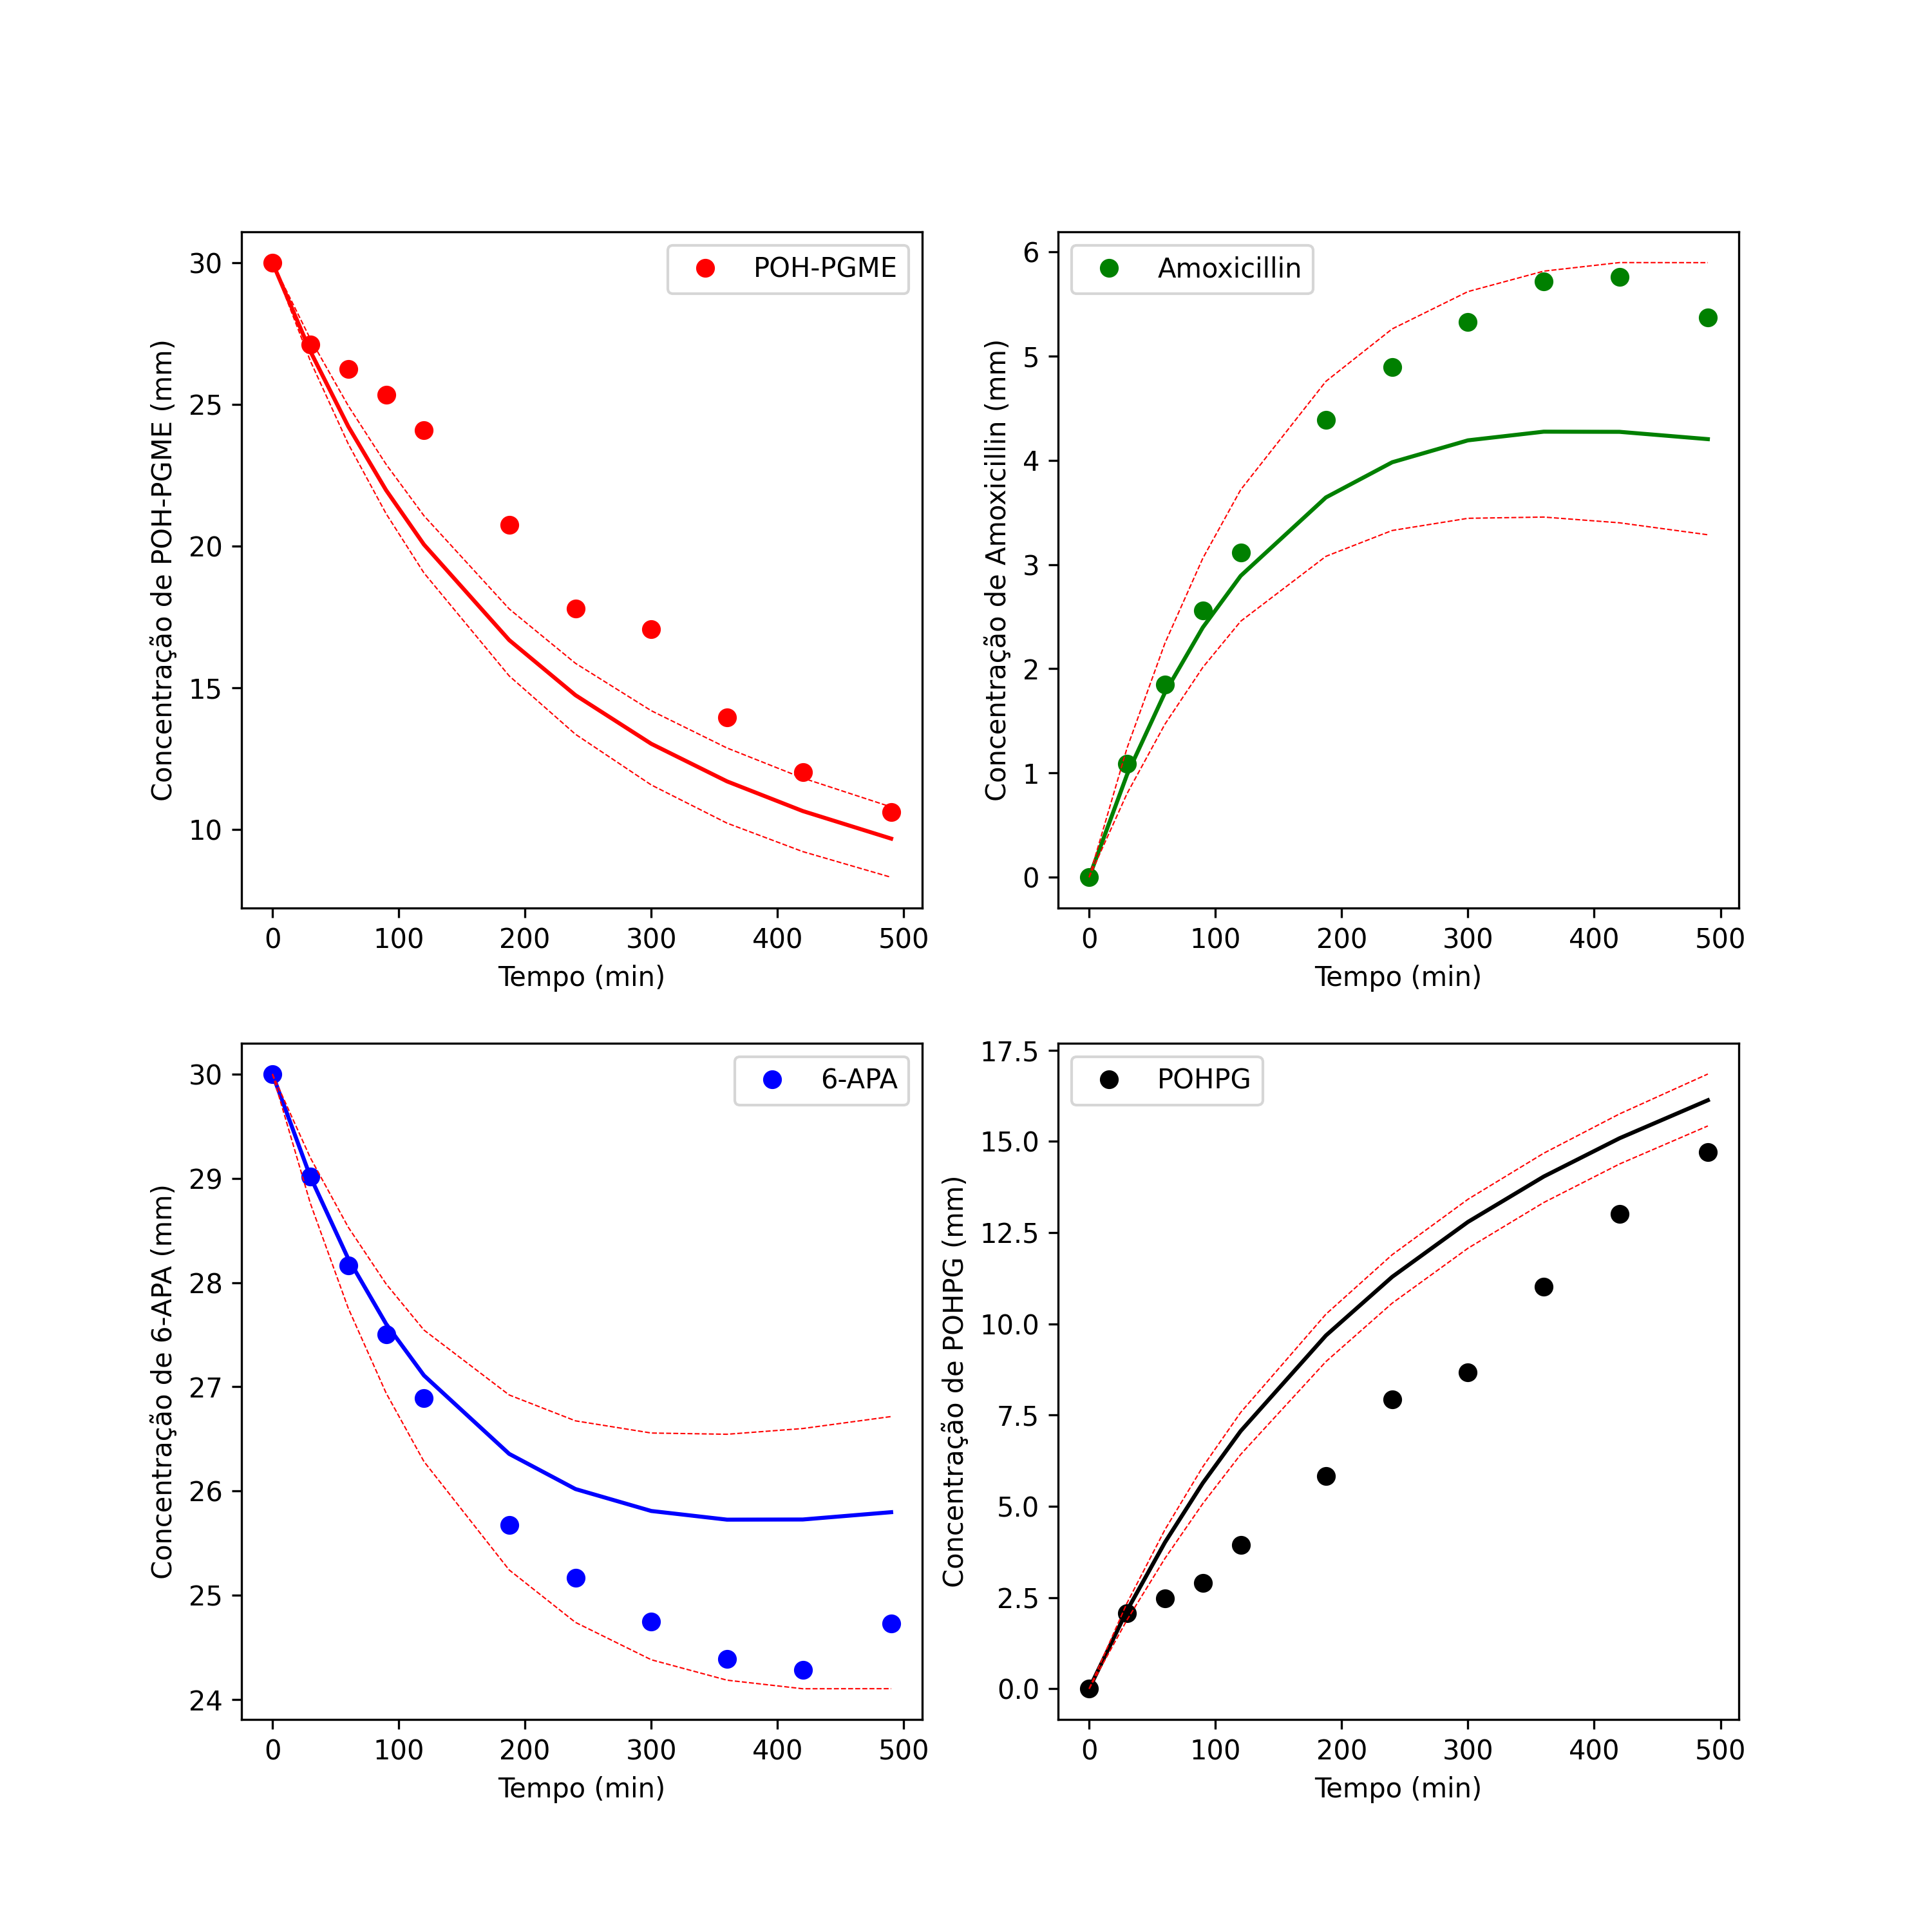 POH-PGME
Concentração de POH-PGME (mm)
30
25
20
15
10
0 100 200 300 400 500
Tempo (min)
Amoxicillin
Concentração de Amoxicillin (mm)
6
5
4
3
2
1
0
0 100 200 300 400 500
Tempo (min)
6-APA
Concentração de 6-APA (mm)
30
29
28
27
26
25
24
0 100 200 300 400 500
Tempo (min)
POHPG
Concentração de POHPG (mm)
17.5
15.0
12.5
10.0
7.5
5.0
2.5
0.0
0 100 200 300 400 500
Tempo (min)